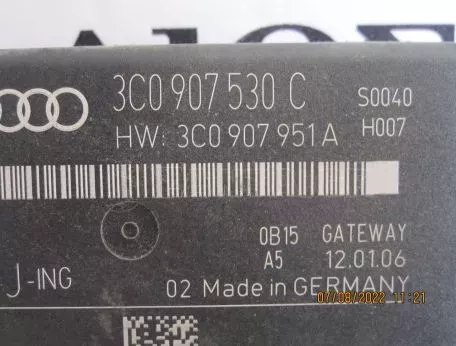 3C0 907 530 C S0040
HW: 3C0 907 951 A H007
0B15 GATEWAY
A5 12.01.06
J-ING
02 Made in GERMANY
07/08/2022 11:21